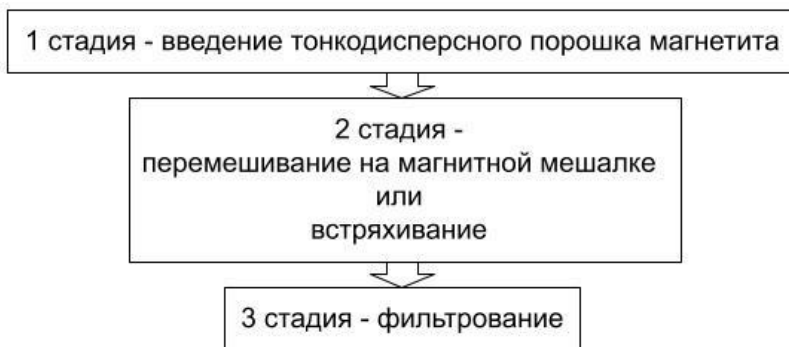 1 стадия - введение тонкодисперсного порошка магнетита
2 стадия -
перемешивание на магнитной мешалке
или
встряхивание
3 стадия - фильтрование